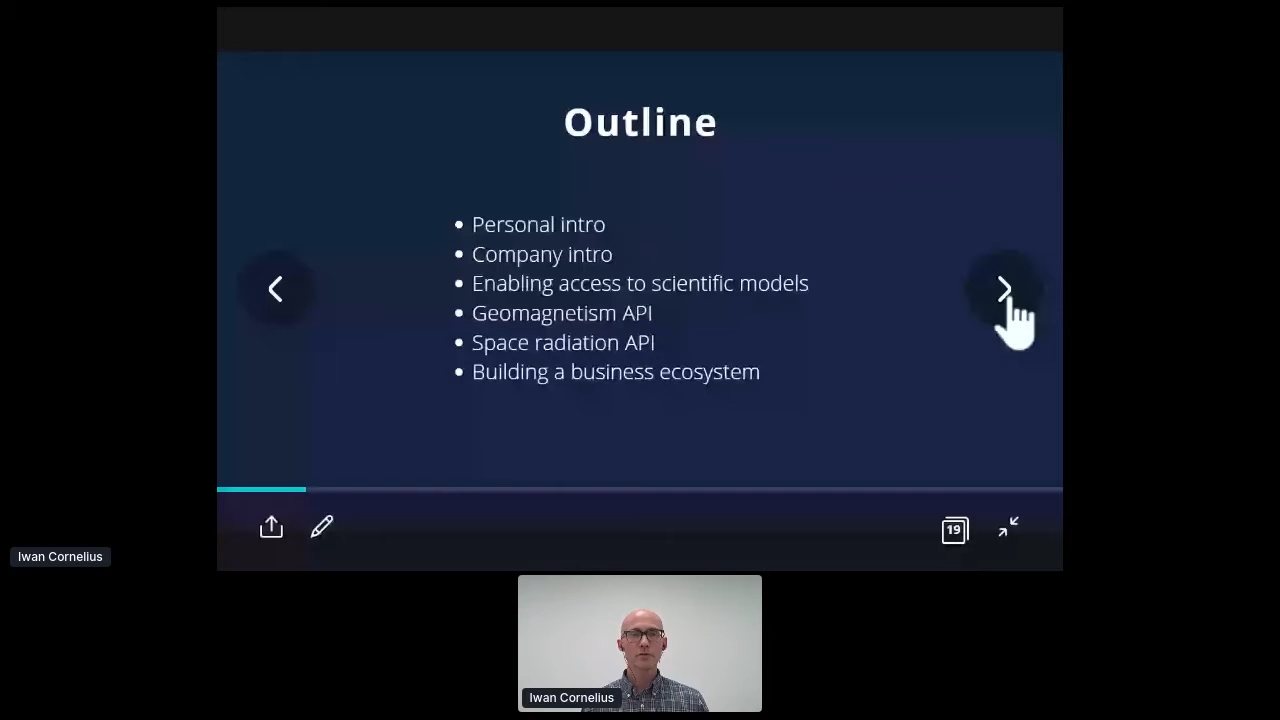 Outline
Personal intro
Company intro
Enabling access to scientific models
Geomagnetism API
Space radiation API
Building a business ecosystem
19
Iwan Cornelius
Iwan Cornelius